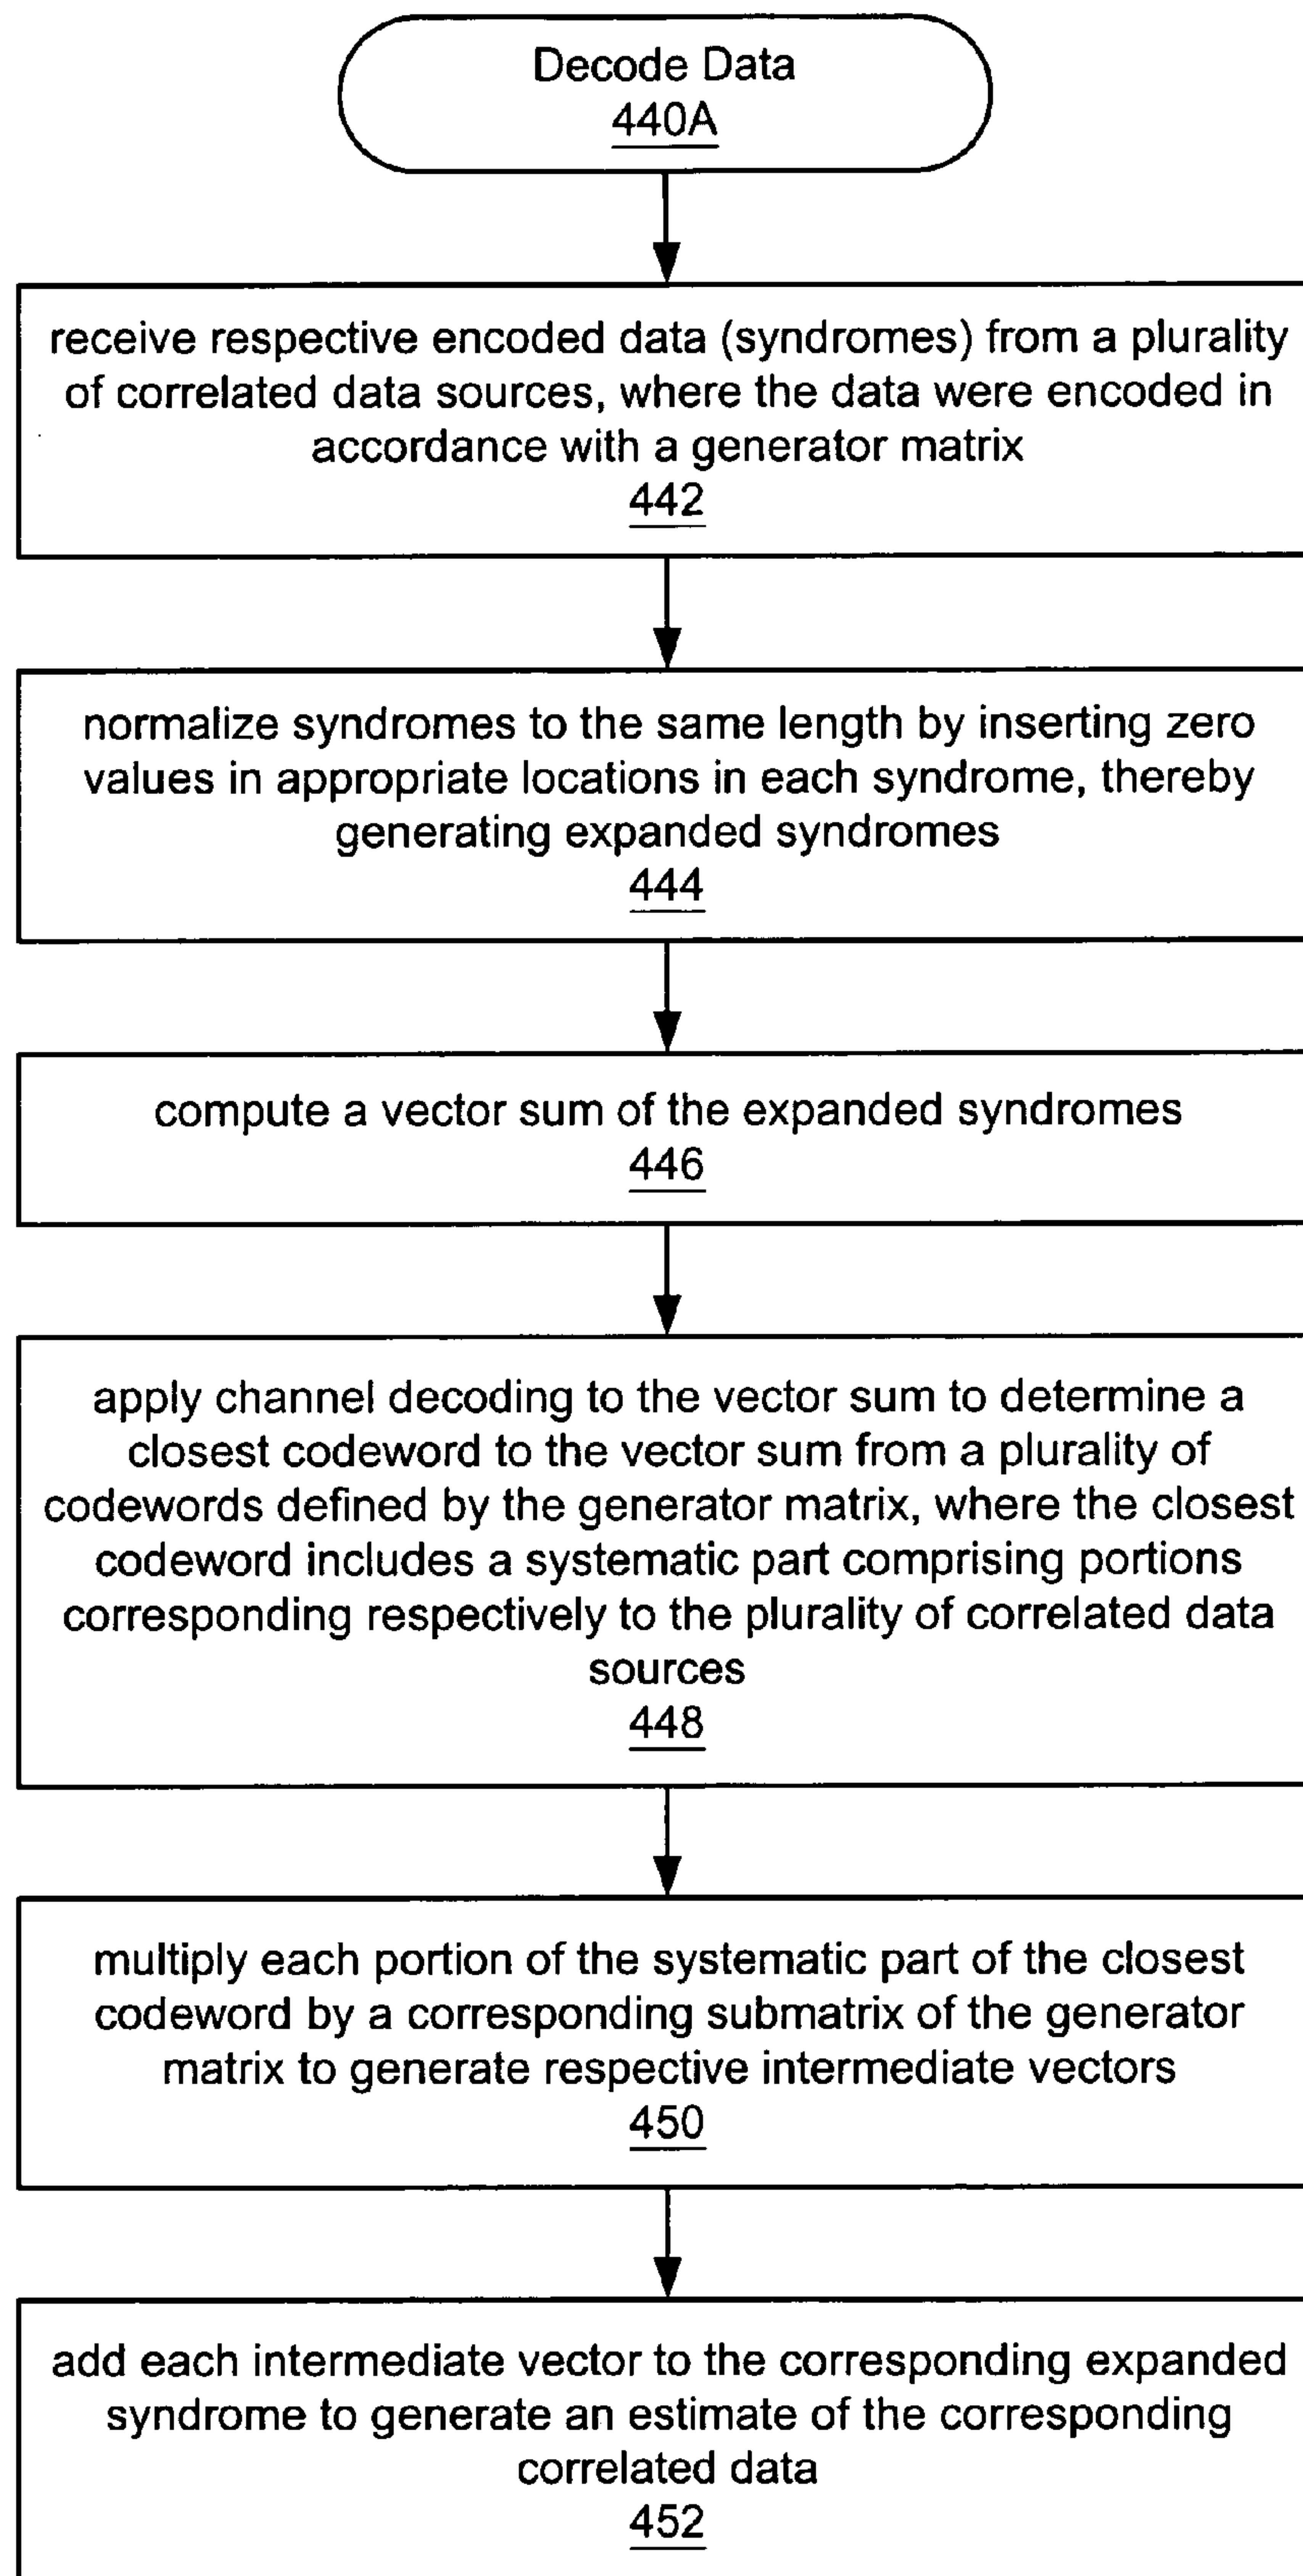 Decode Data
440A
receive respective encoded data (syndromes) from a plurality
of correlated data sources, where the data were encoded in
accordance with a generator matrix
442
normalize syndromes to the same length by inserting zero
values in appropriate locations in each syndrome, thereby
generating expanded syndromes
444
compute a vector sum of the expanded syndromes
446
apply channel decoding to the vector sum to determine a
closest codeword to the vector sum from a plurality of
codewords defined by the generator matrix, where the closest
codeword includes a systematic part comprising portions
corresponding respectively to the plurality of correlated data
sources
448
multiply each portion of the systematic part of the closest
codeword by a corresponding submatrix of the generator
matrix to generate respective intermediate vectors
450
add each intermediate vector to the corresponding expanded
syndrome to generate an estimate of the corresponding
correlated data
452